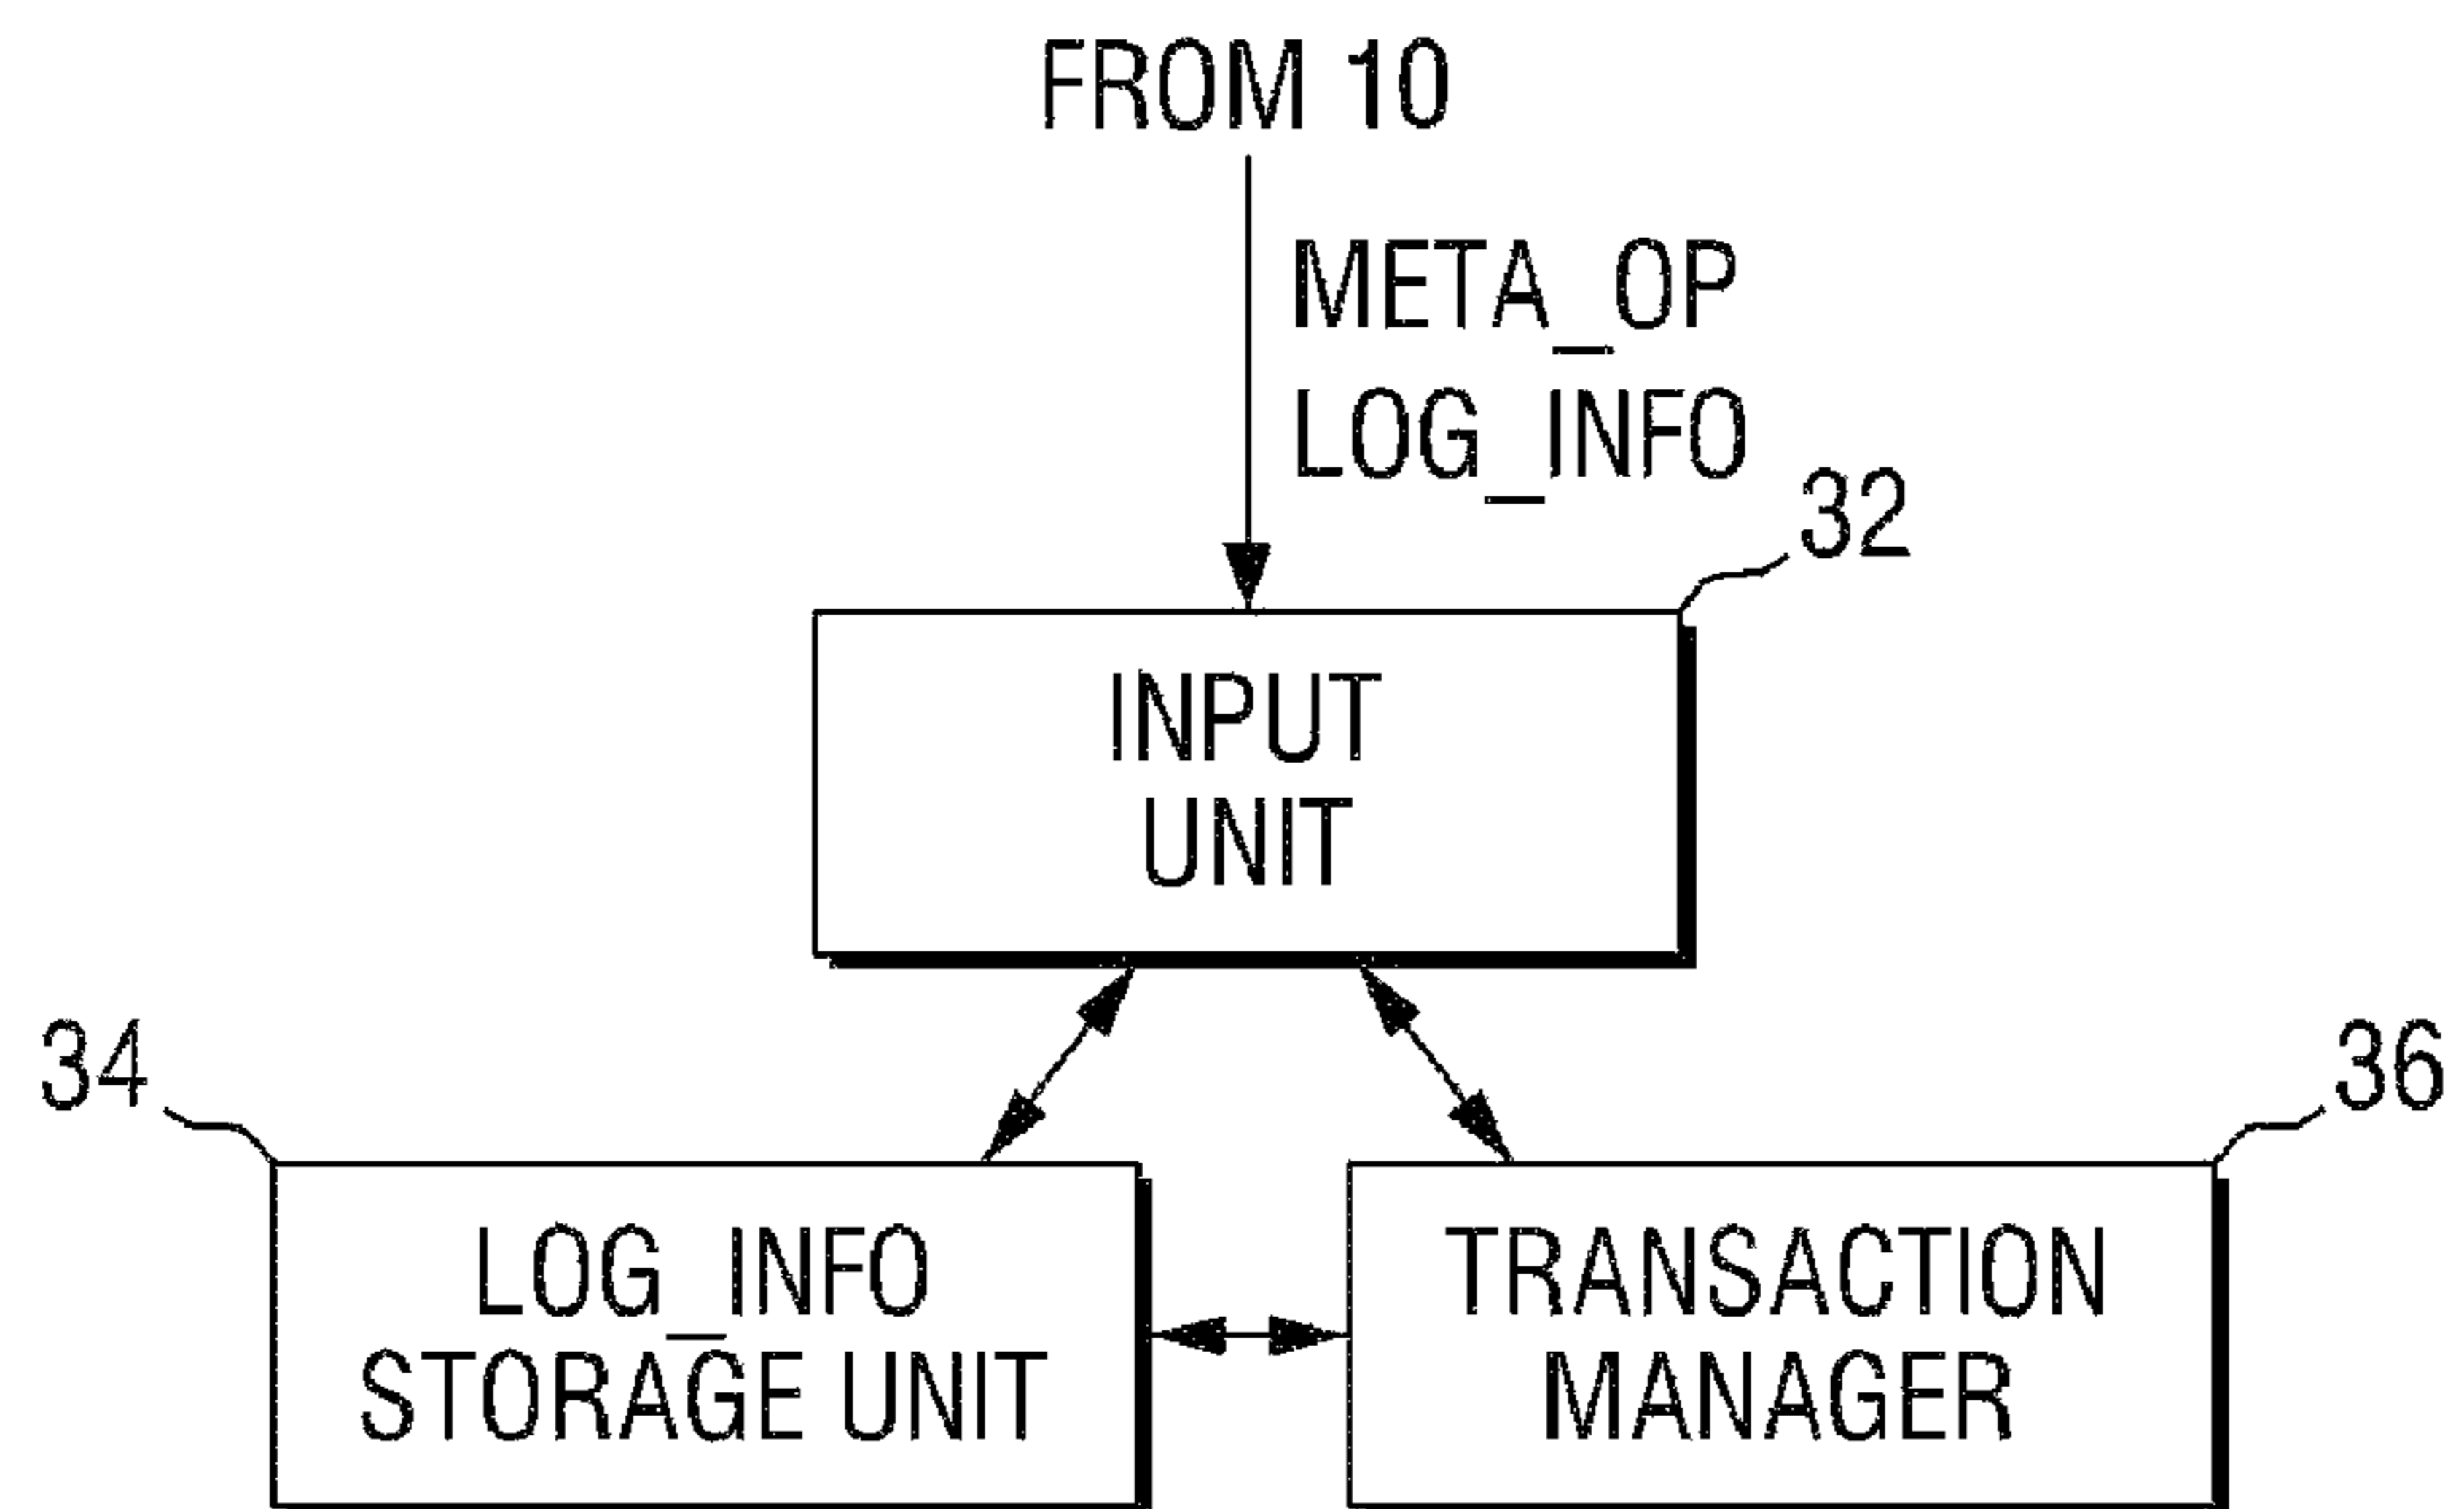 FROM 10
META_OP
LOG_INFO
32
INPUT
UNIT
34
36
LOG_INFO
STORAGE UNIT
TRANSACTION
MANAGER